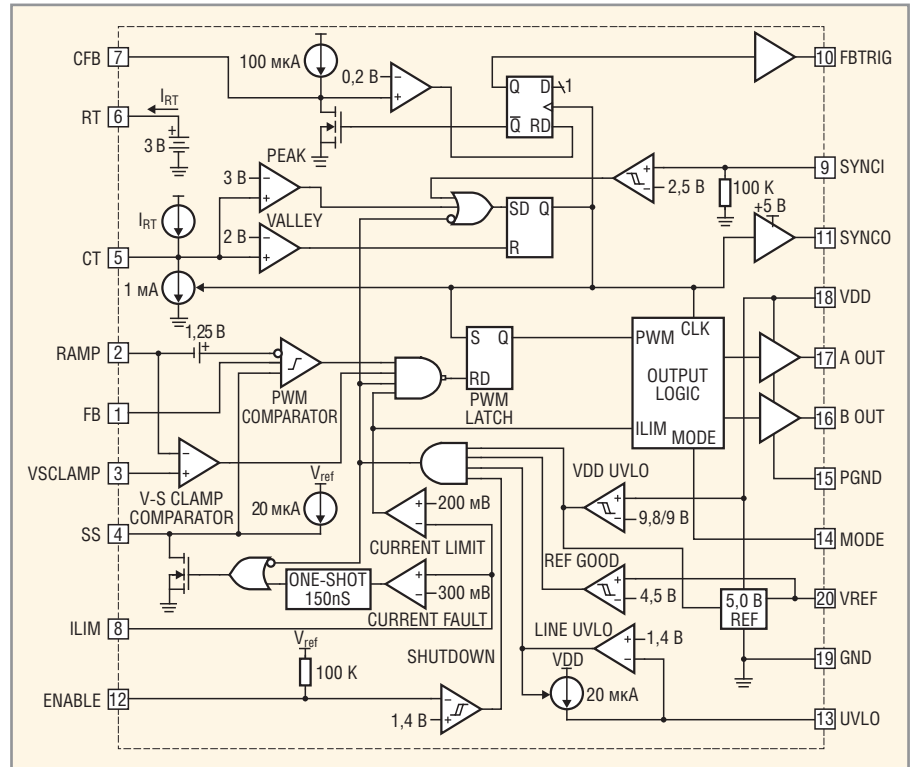 CFB 7
100 мкА
0,2 В
−
+
Q D 1
Q RD
10 FBTRIG
RT 6
I_RT
+
3 В
PEAK
3 В
−
+
+
−
2,5 В
9 SYNCI
100 K
I_RT
VALLEY
2 В
−
+
SD Q
R
+5 В
11 SYNCO
CT 5
1 мА
18 VDD
1,25 В
+
RAMP 2
S Q
RD
PWM CLK
OUTPUT
LOGIC
ILIM
MODE
17 A OUT
PWM
COMPARATOR
PWM
LATCH
FB 1
16 B OUT
VSCLAMP 3
−
+
V-S CLAMP
COMPARATOR
V_ref
20 мкА
VDD UVLO
+
−
9,8/9 В
15 PGND
SS 4
+
200 мВ
−
CURRENT LIMIT
14 MODE
REF GOOD
ONE-SHOT
150nS
+
−
300 мВ
CURRENT FAULT
+
−
4,5 В
5,0 В
REF
20 VREF
ILIM 8
LINE UVLO
+
1,4 В
−
19 GND
V_ref
100 K
SHUTDOWN
VDD
20 мкА
ENABLE 12
−
1,4 В
+
13 UVLO